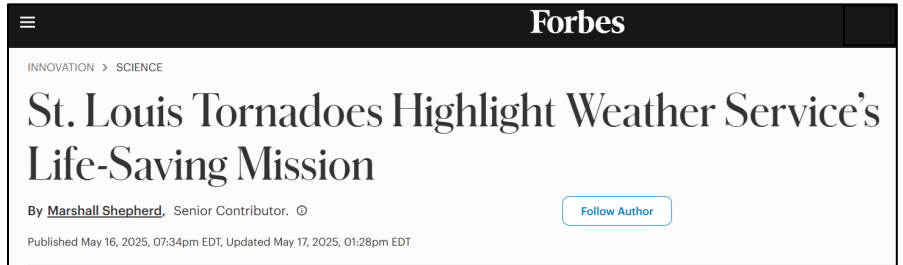 Forbes
INNOVATION > SCIENCE
St. Louis Tornadoes Highlight Weather Service's
Life-Saving Mission
By Marshall Shepherd, Senior Contributor.
Follow Author
Published May 16, 2025, 07:34pm EDT, Updated May 17, 2025, 01:28pm EDT